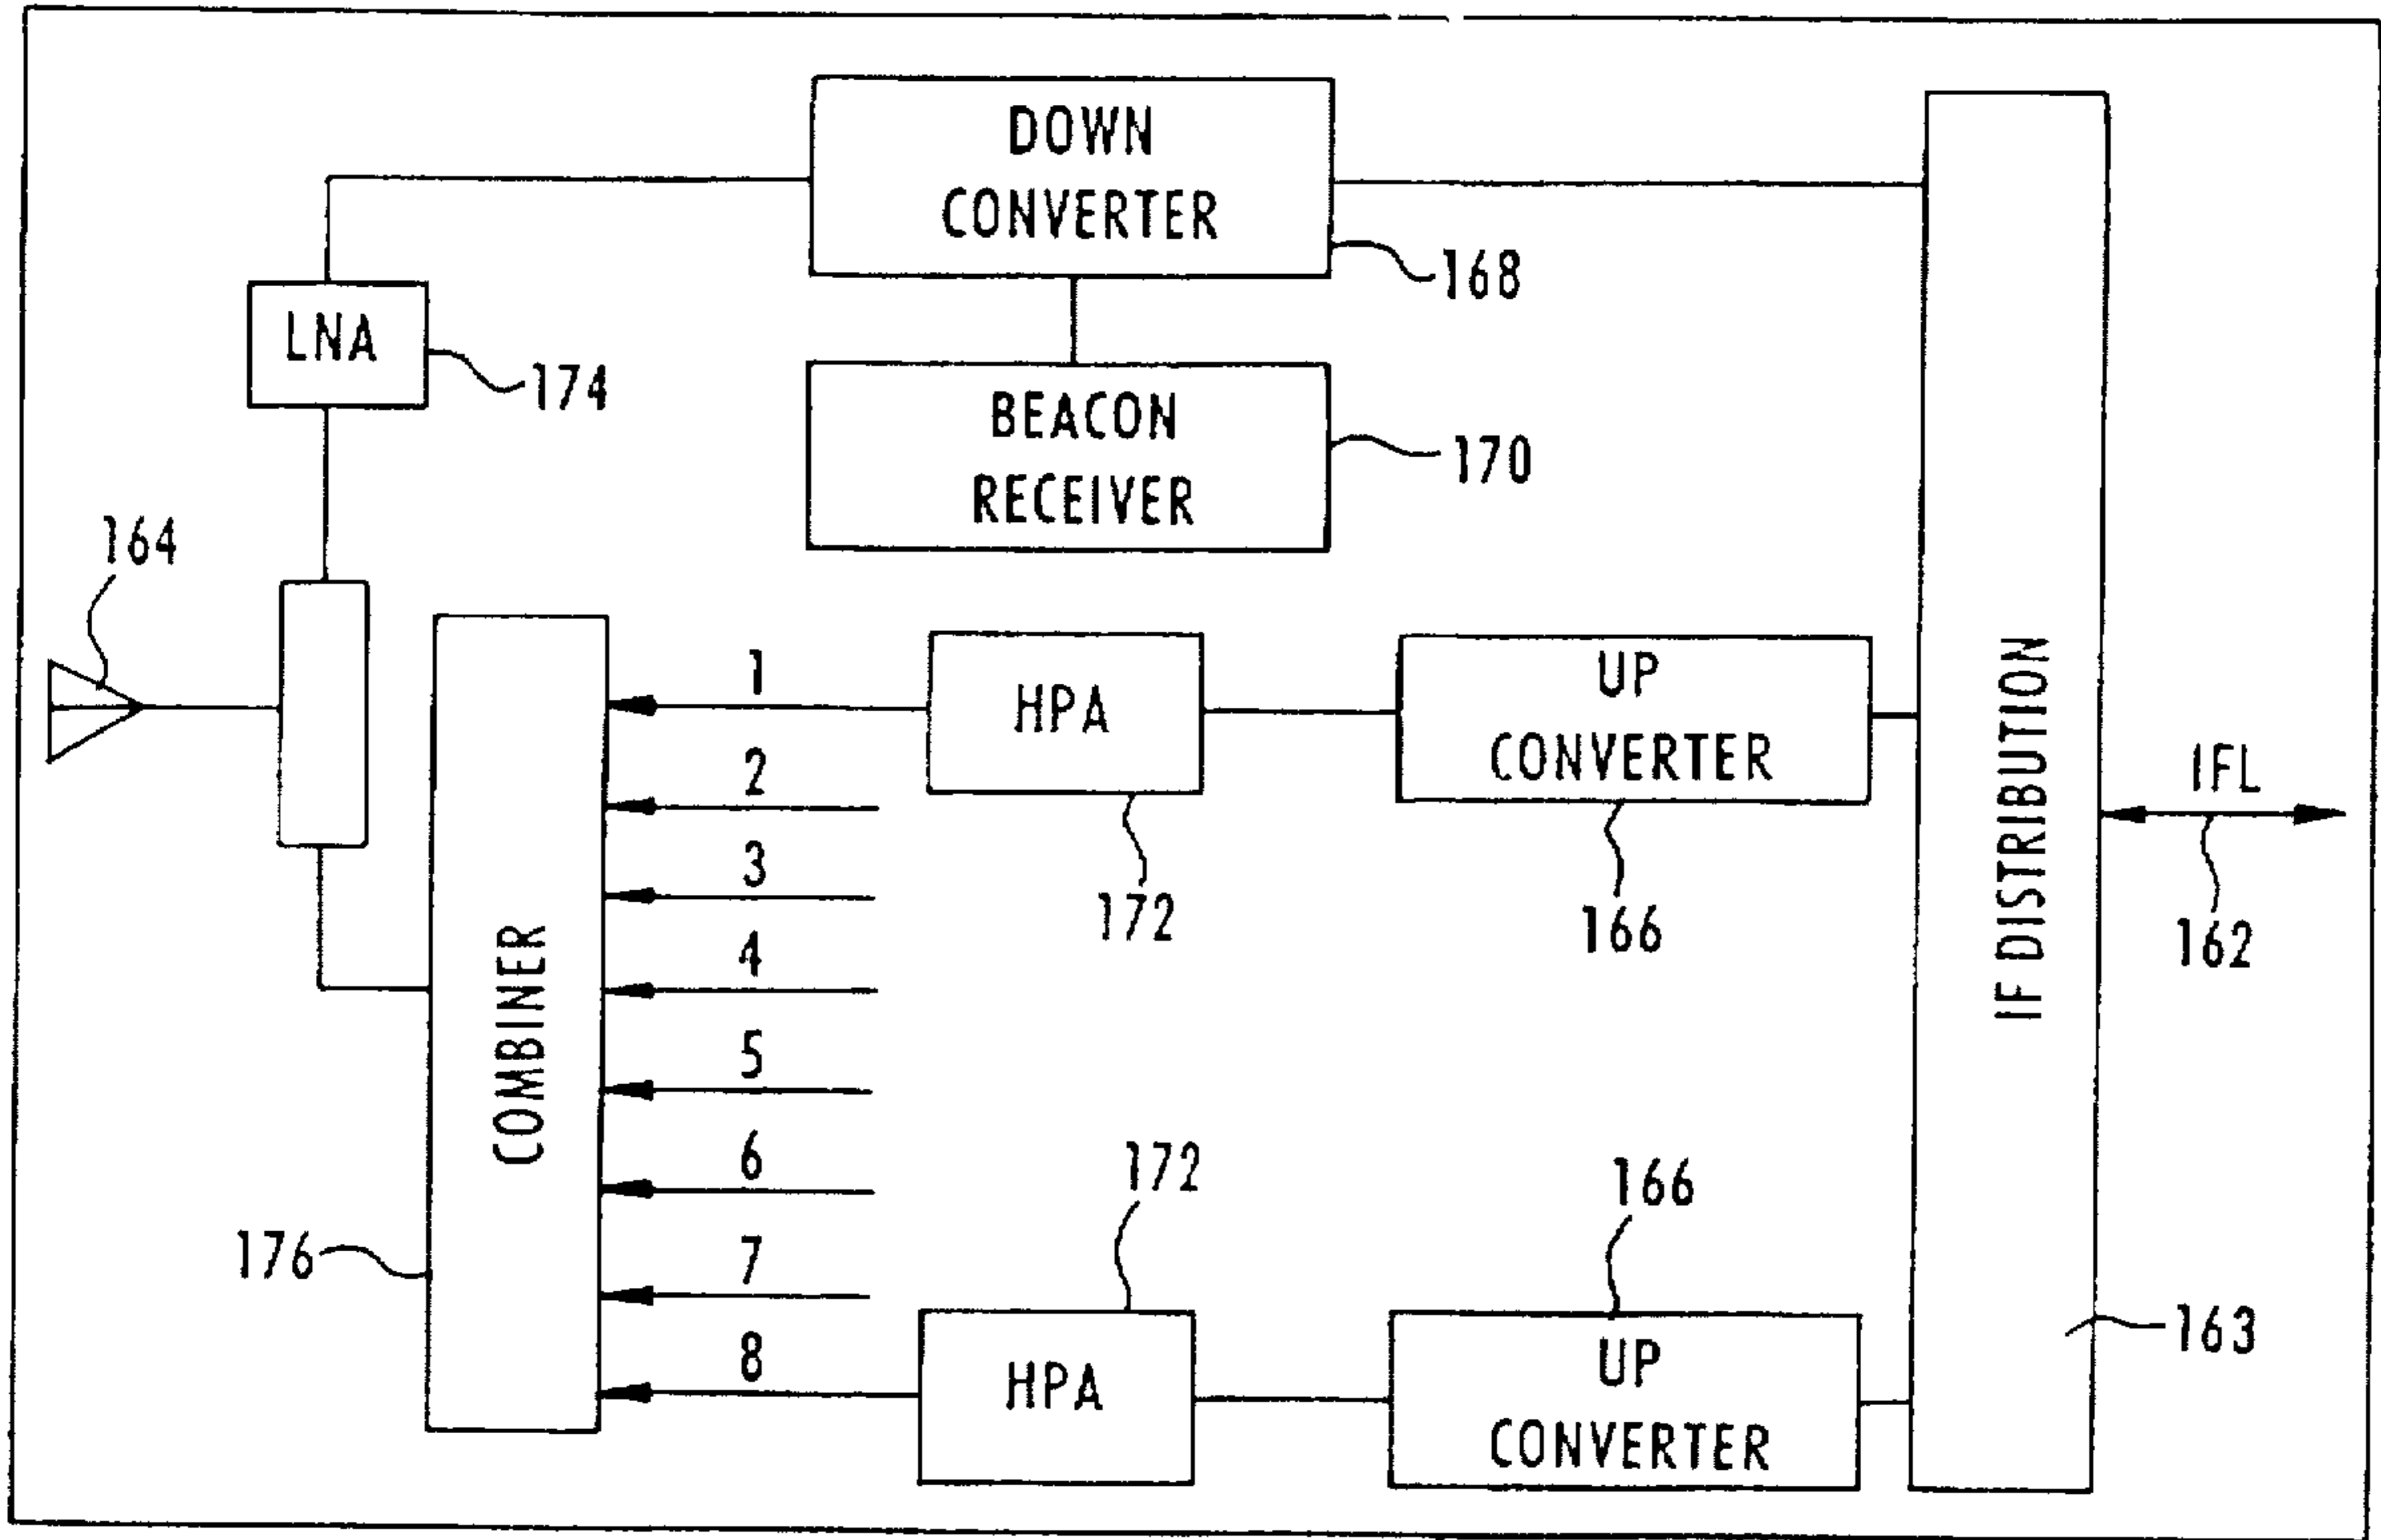 DOWN
CONVERTER
168
LNA
174
BEACON
RECEIVER
170
164
1
HPA
172
UP
CONVERTER
166
2
3
4
5
6
7
8
COMBINER
176
IF DISTRIBUTION
IFL
162
172
HPA
166
UP
CONVERTER
163